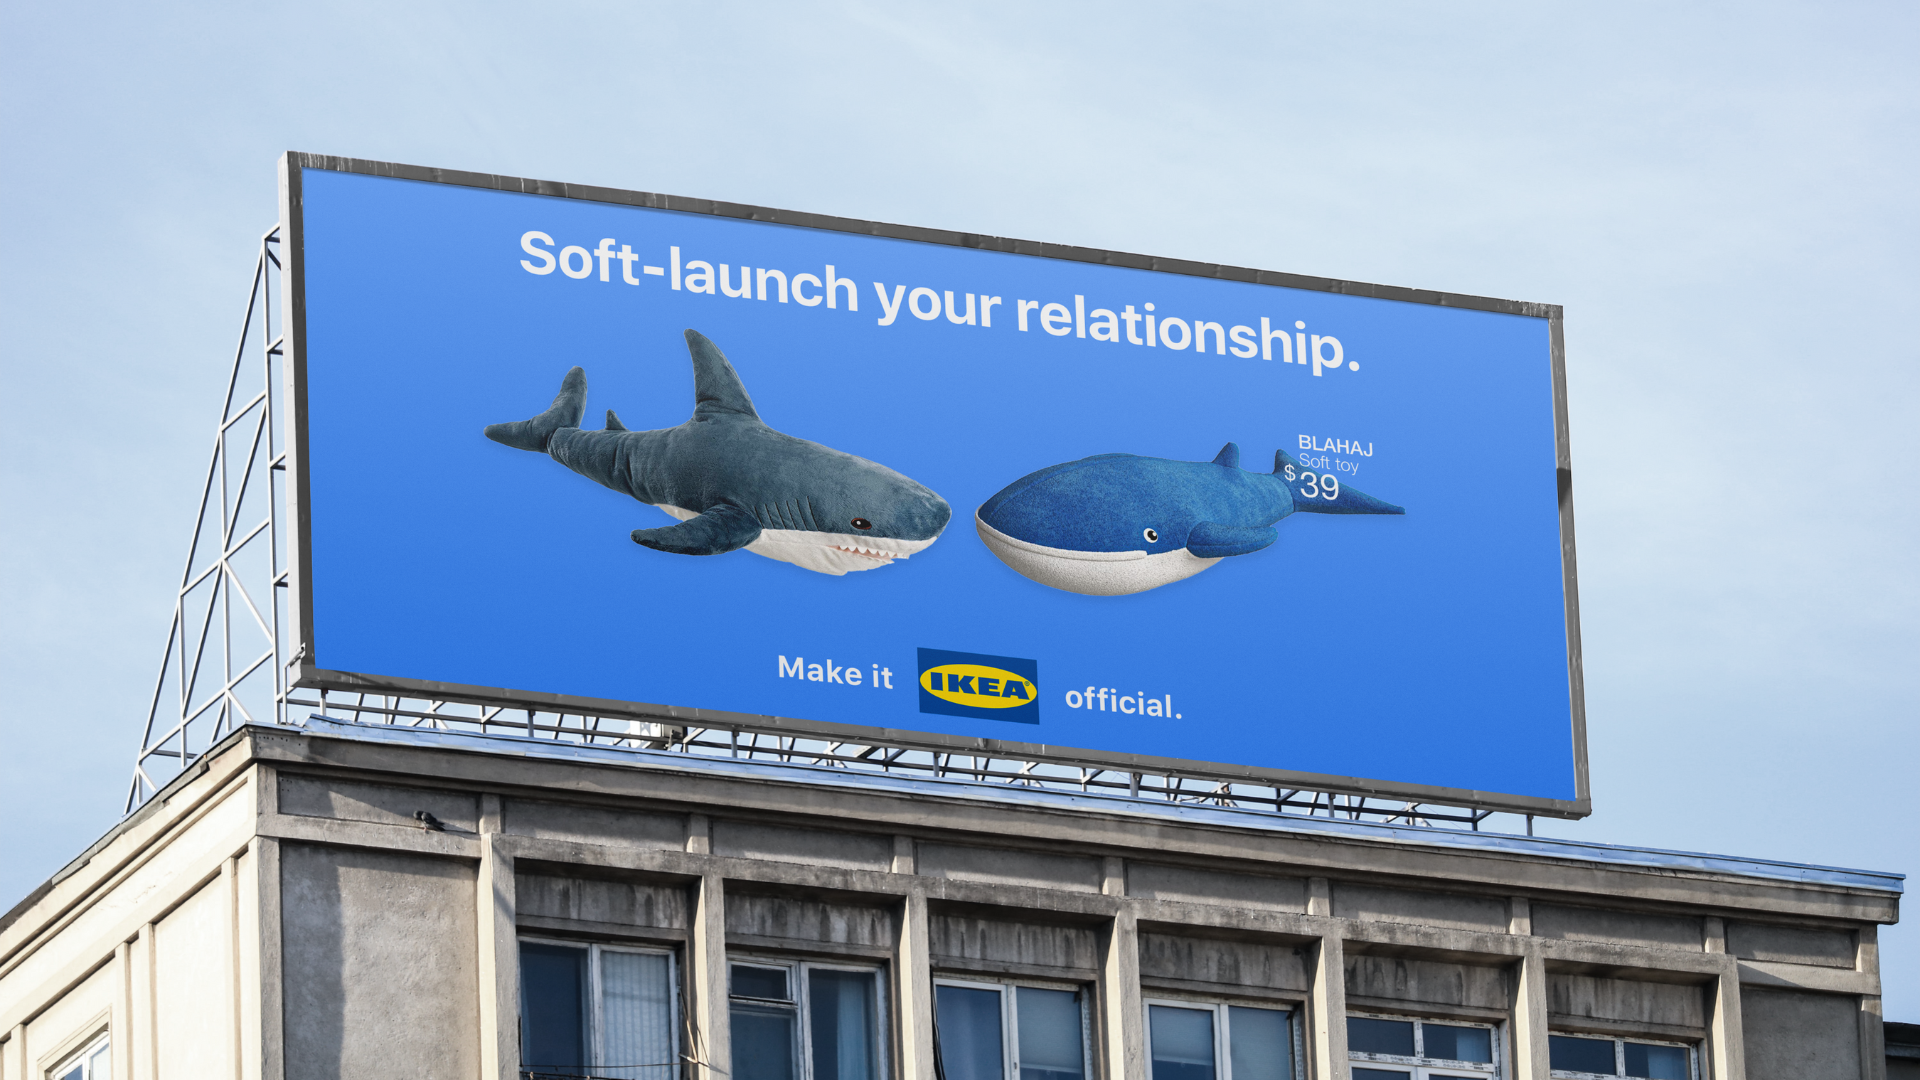 Soft-launch your relationship.
BLAHAJ
Soft toy
$39
Make it IKEA official.